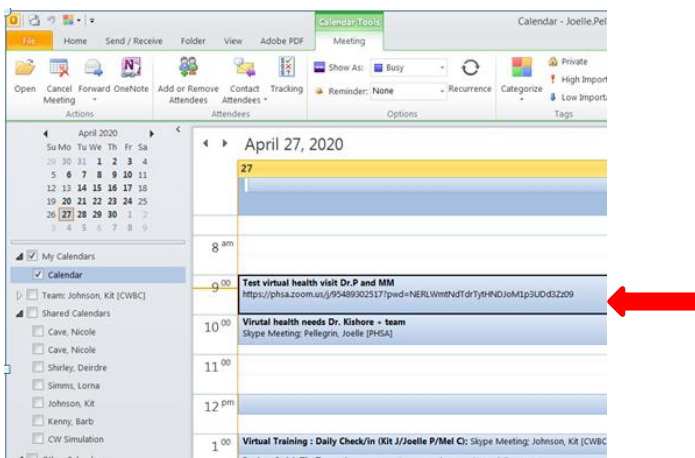 Calendar Tools
Calendar - Joelle.Pel
File Home Send / Receive Folder View Adobe PDF Meeting
Open Cancel Meeting Forward OneNote
Add or Remove Attendees Contact Attendees Tracking
Show As: Busy
Reminder: None
Recurrence
Categorize
Private
High Import
Low Import
Actions
Attendees
Options
Tags
April 2020
Su Mo Tu We Th Fr Sa
29 30 31 1 2 3 4
5 6 7 8 9 10 11
12 13 14 15 16 17 18
19 20 21 22 23 24 25
26 27 28 29 30 1 2
3 4 5 6 7 8 9
My Calendars
Calendar
Team: Johnson, Kit [CWBC]
Shared Calendars
Cave, Nicole
Cave, Nicole
Shirley, Deirdre
Simms, Lorna
Johnson, Kit
Kenny, Barb
CW Simulation
April 27, 2020
27
8 am
9 00
Test virtual health visit Dr.P and MM
https://phsa.zoom.us/j/95489302517?pwd=NERLWmtNdTdrTytHNDJoM1p3UDd3Zz09
10 00
Virutal health needs Dr. Kishore + team
Skype Meeting; Pellegrin, Joelle [PHSA]
11 00
12 pm
1 00
Virtual Training : Daily Check/in (Kit J/Joelle P/Mel C); Skype Meeting; Johnson, Kit [CWBC